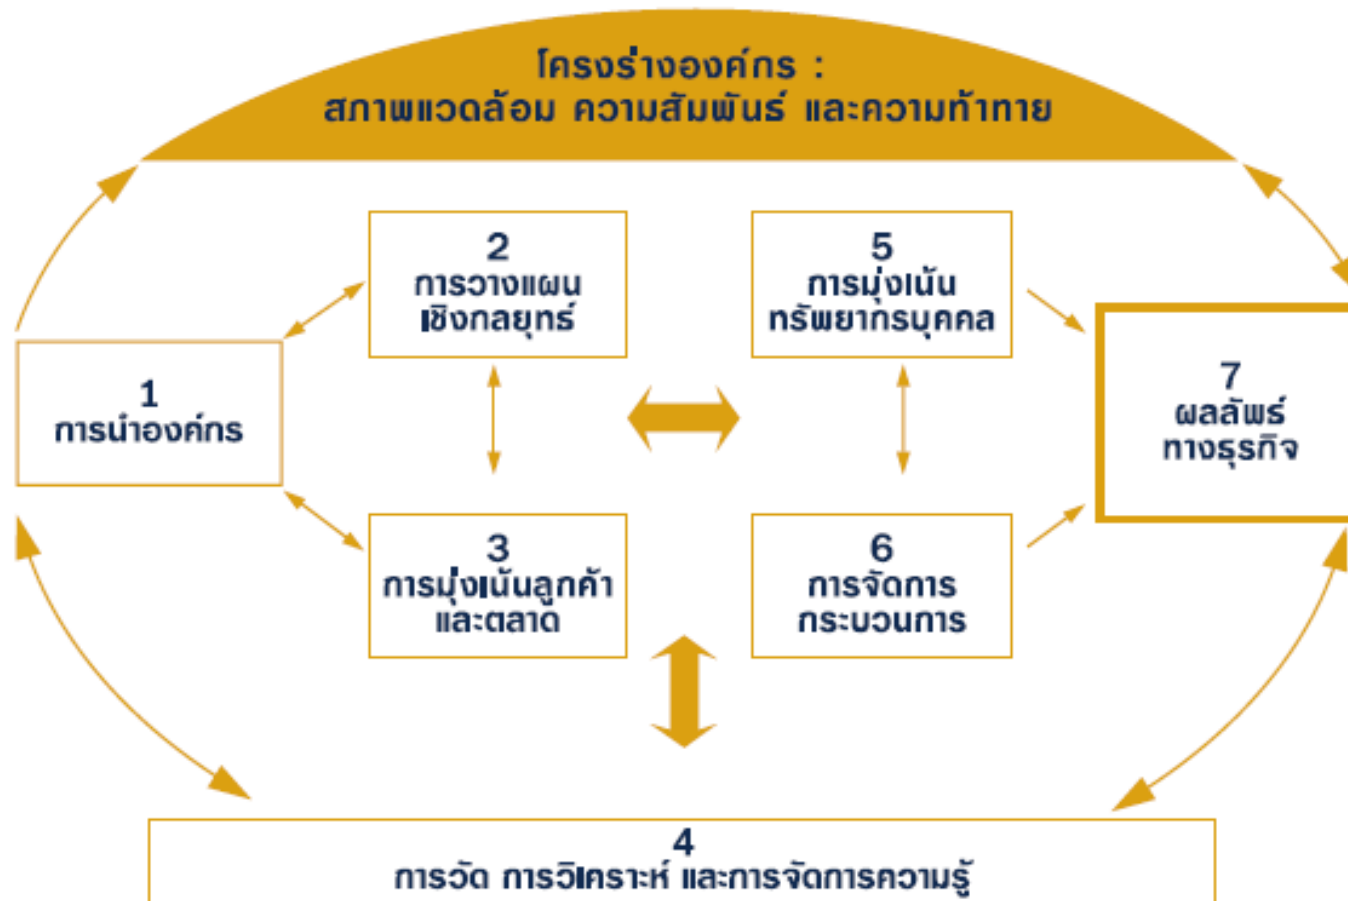 โครงร่างองค์กร :
สภาพแวดล้อม ความสัมพันธ์ และความท้าทาย
2
การวางแผน
เชิงกลยุทธ์
5
การมุ่งเน้น
ทรัพยากรบุคคล
1
การนำองค์กร
7
ผลลัพธ์
ทางธุรกิจ
3
การมุ่งเน้นลูกค้า
และตลาด
6
การจัดการ
กระบวนการ
4
การวัด การวิเคราะห์ และการจัดการความรู้